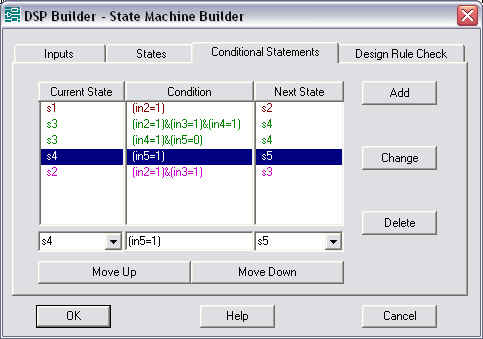 DSP Builder - State Machine Builder
Inputs States Conditional Statements Design Rule Check
Current State Condition Next State
s1 (in2=1) s2
s3 (in2=1)&(in3=1)&(in4=1) s4
s3 (in4=1)&(in5=0) s4
s4 (in5=1) s5
s2 (in2=1)&(in3=1) s3
s4 (in5=1) s5
Add
Change
Delete
Move Up Move Down
OK Help Cancel